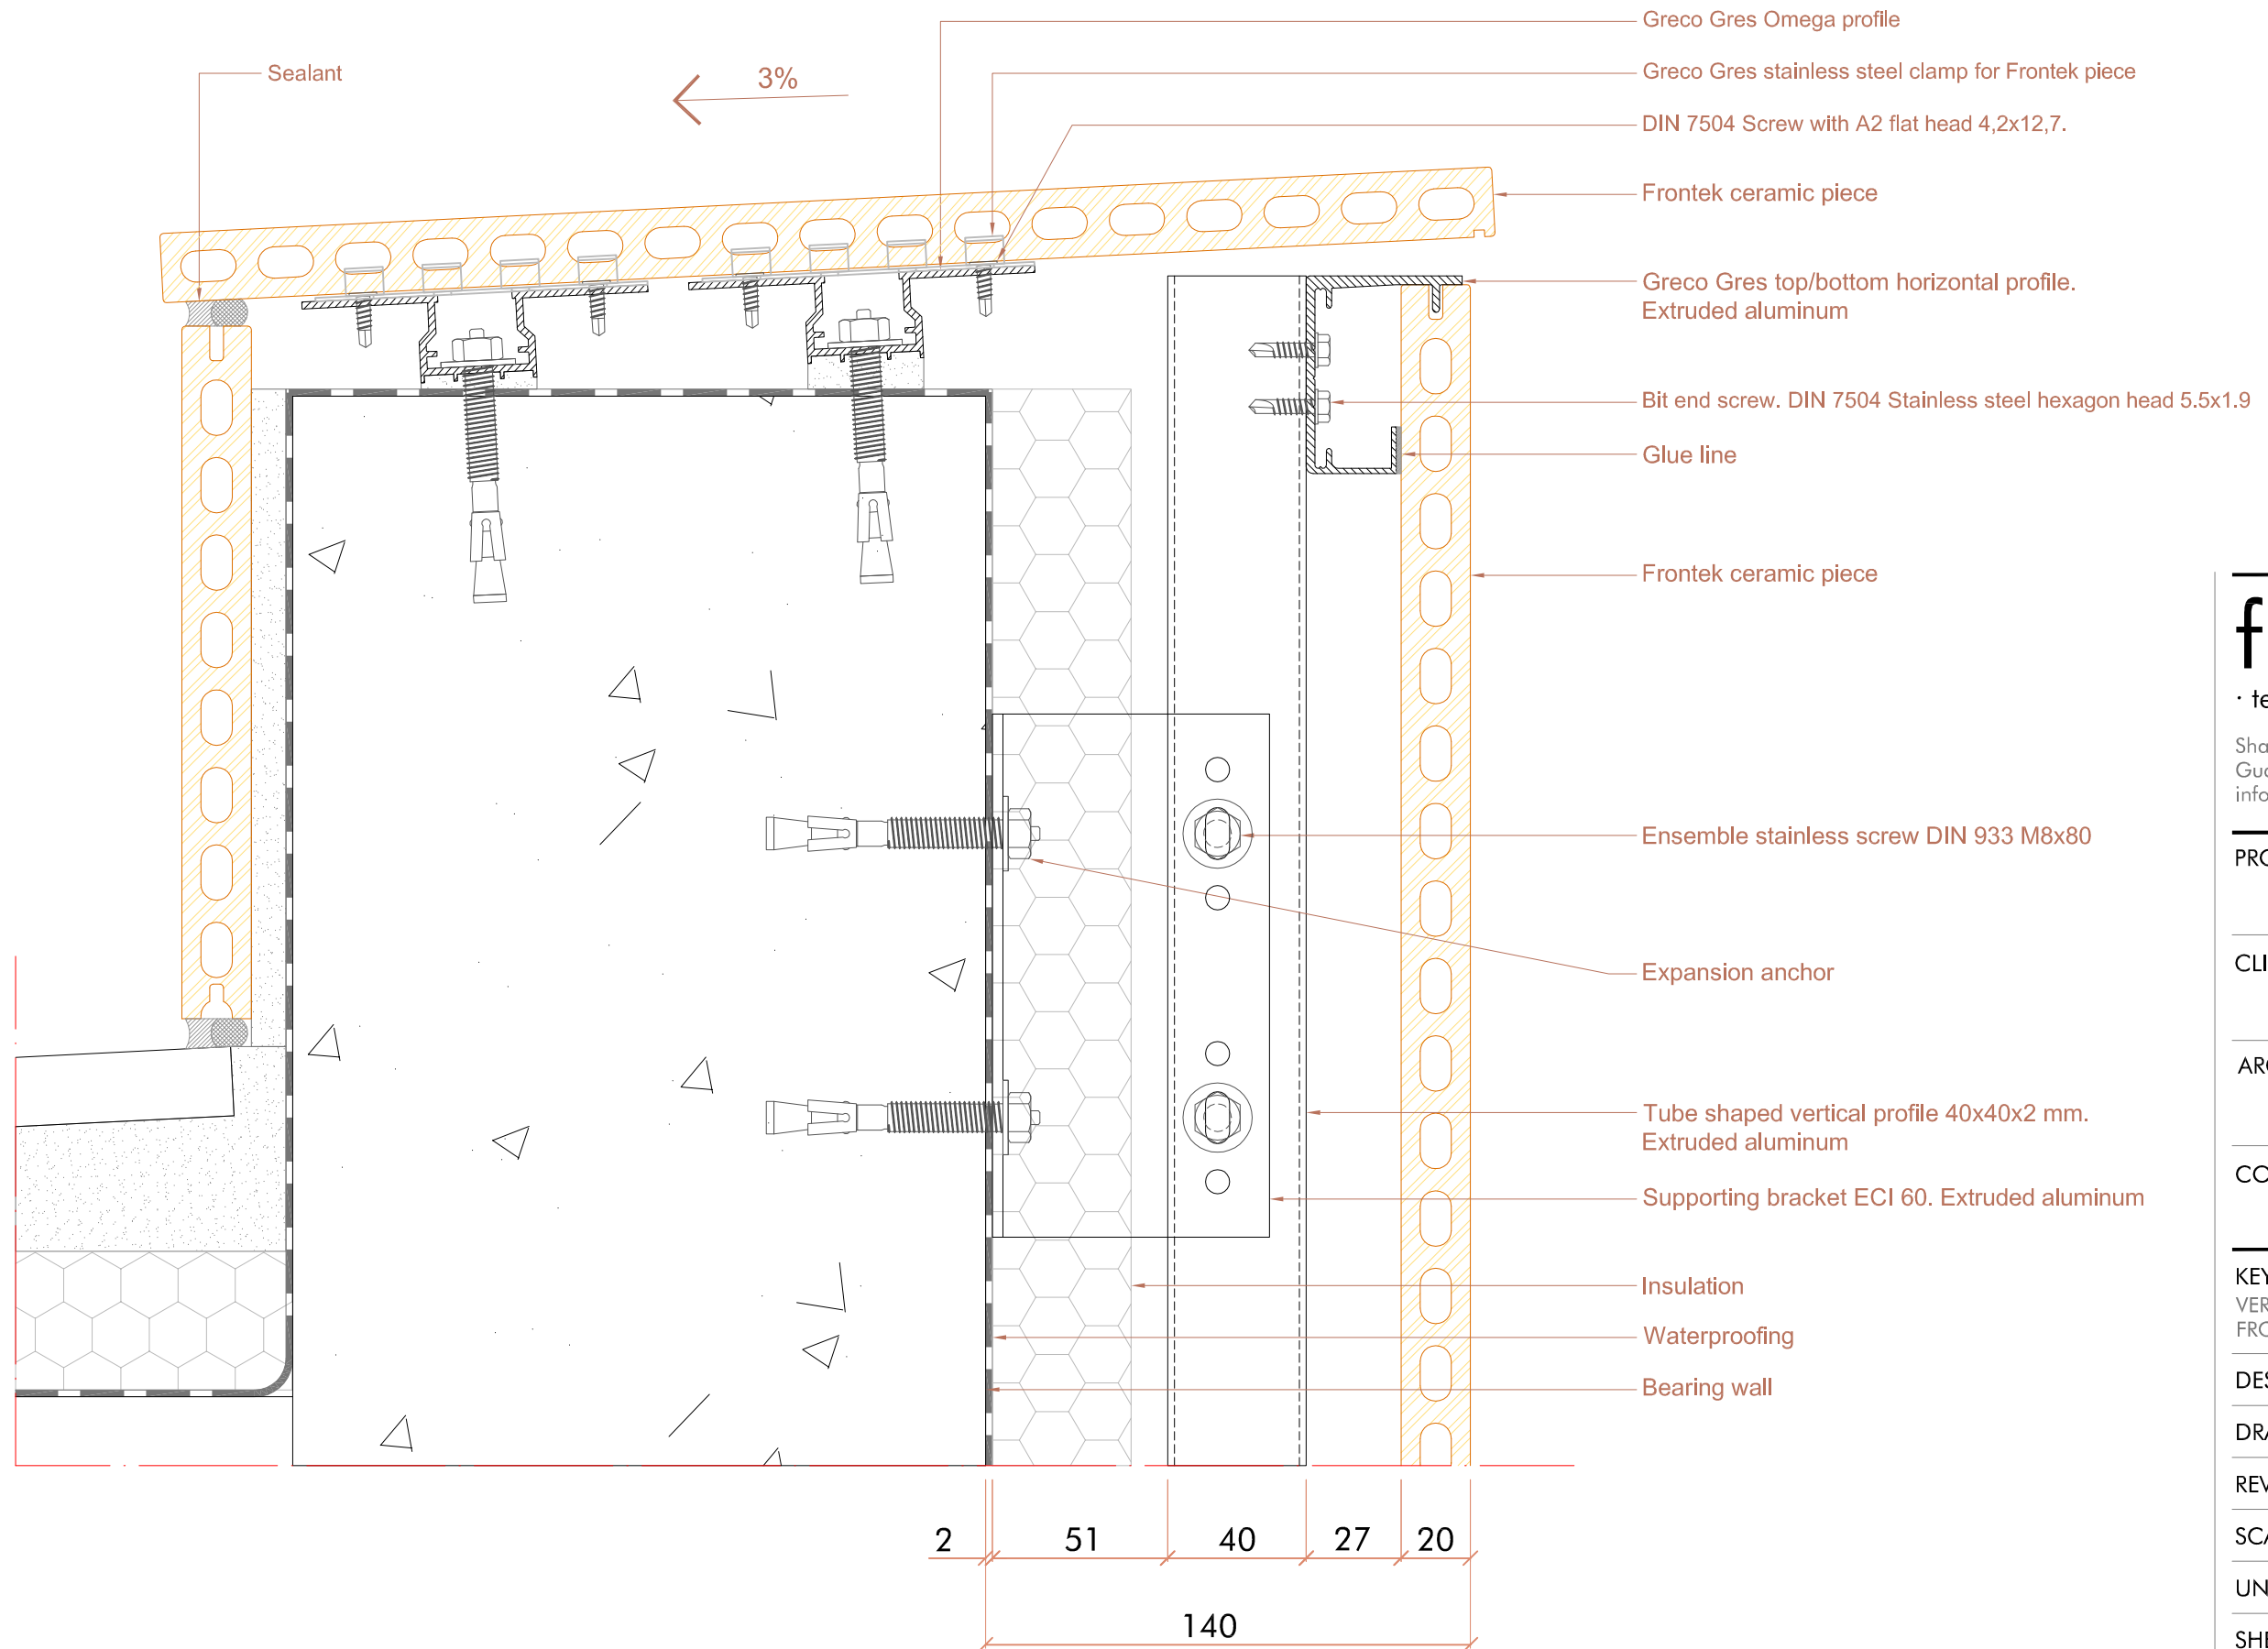 Greco Gres Omega profile
Sealant
3%
Greco Gres stainless steel clamp for Frontek piece
DIN 7504 Screw with A2 flat head 4,2x12,7.
Frontek ceramic piece
Greco Gres top/bottom horizontal profile.
Extruded aluminum
Bit end screw. DIN 7504 Stainless steel hexagon head 5.5x1.9
Glue line
Frontek ceramic piece
Ensemble stainless screw DIN 933 M8x80
Expansion anchor
Tube shaped vertical profile 40x40x2 mm.
Extruded aluminum
Supporting bracket ECI 60. Extruded aluminum
Insulation
Waterproofing
Bearing wall
2 51 40 27 20
140